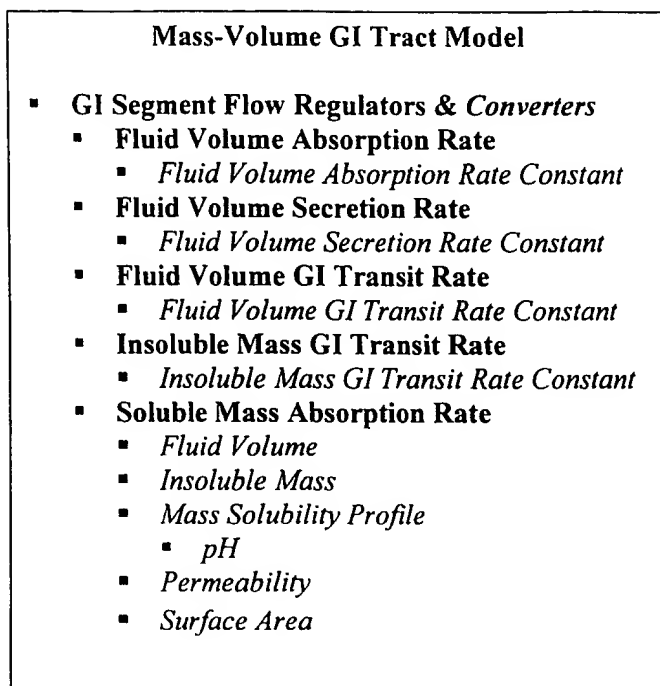 Mass-Volume GI Tract Model
▪ GI Segment Flow Regulators & Converters
▪ Fluid Volume Absorption Rate
▪ Fluid Volume Absorption Rate Constant
▪ Fluid Volume Secretion Rate
▪ Fluid Volume Secretion Rate Constant
▪ Fluid Volume GI Transit Rate
▪ Fluid Volume GI Transit Rate Constant
▪ Insoluble Mass GI Transit Rate
▪ Insoluble Mass GI Transit Rate Constant
▪ Soluble Mass Absorption Rate
▪ Fluid Volume
▪ Insoluble Mass
▪ Mass Solubility Profile
▪ pH
▪ Permeability
▪ Surface Area